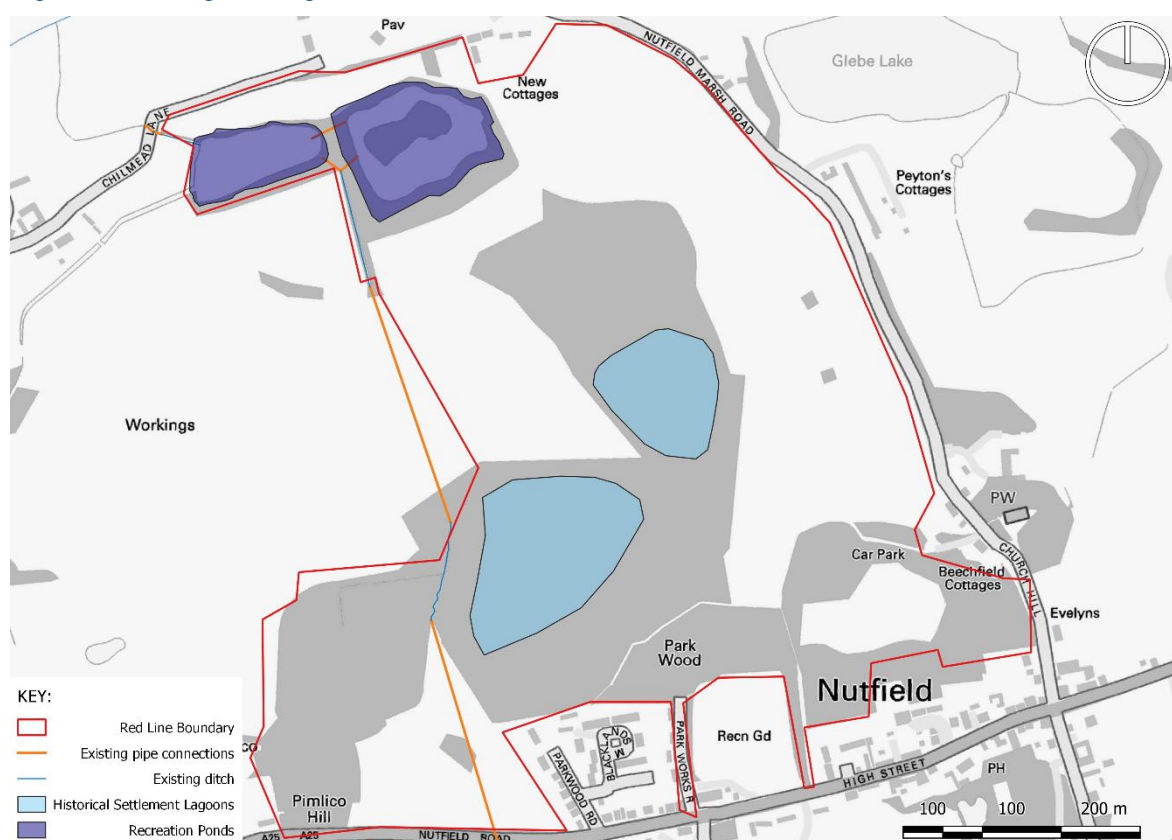 Pav
NUTFIELD MARSH ROAD
Glebe Lake
New
Cottages
CHILMEAD LANE
Peyton's
Cottages
Workings
PW
Car Park
Beechfield
Cottages
CHURCH HILL
Evelyns
Park
Wood
Nutfield
Recn Gd
PARK WORKS R
PARKWOOD RD
HIGH STREET
PH
Pimlico
Hill
A25
A25
NUTFIELD ROAD
KEY:
Red Line Boundary
Existing pipe connections
Existing ditch
Historical Settlement Lagoons
Recreation Ponds
100
100
200 m